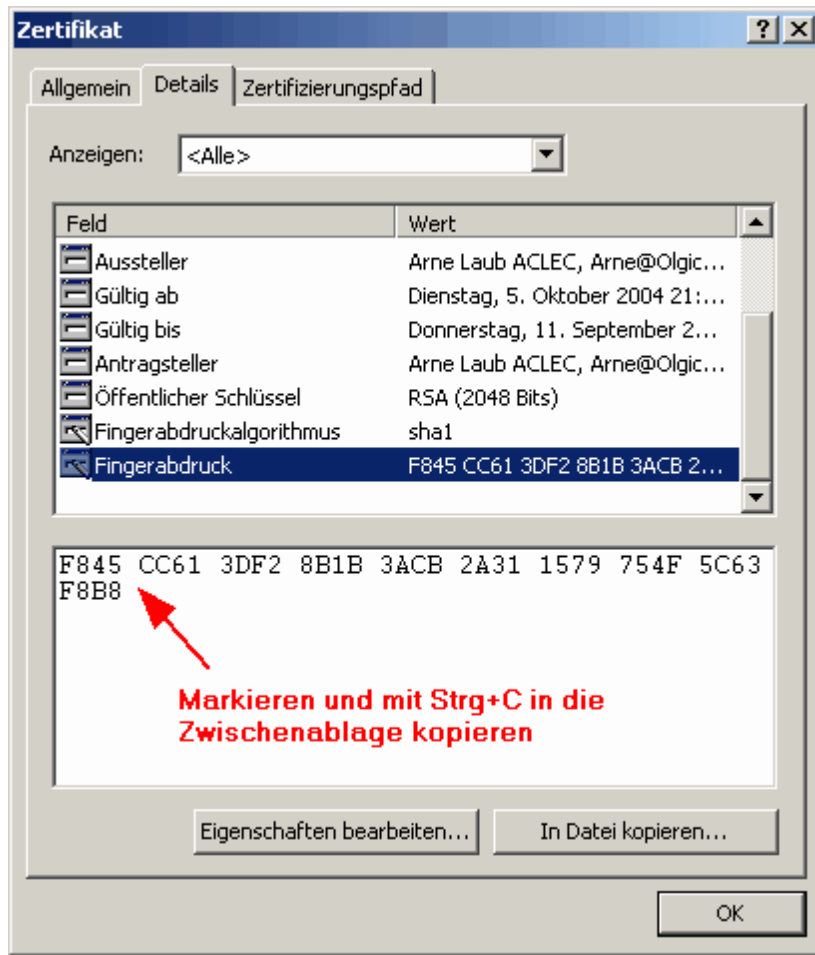 Zertifikat
Allgemein Details Zertifizierungspfad
Anzeigen: <Alle>
Feld Wert
Aussteller Arne Laub ACLEC, Arne@Olgic...
Gültig ab Dienstag, 5. Oktober 2004 21:...
Gültig bis Donnerstag, 11. September 2...
Antragsteller Arne Laub ACLEC, Arne@Olgic...
Öffentlicher Schlüssel RSA (2048 Bits)
Fingerabdruckalgorithmus sha1
Fingerabdruck F845 CC61 3DF2 8B1B 3ACB 2...
F845 CC61 3DF2 8B1B 3ACB 2A31 1579 754F 5C63
F8B8
Markieren und mit Strg+C in die
Zwischenablage kopieren
Eigenschaften bearbeiten... In Datei kopieren...
OK